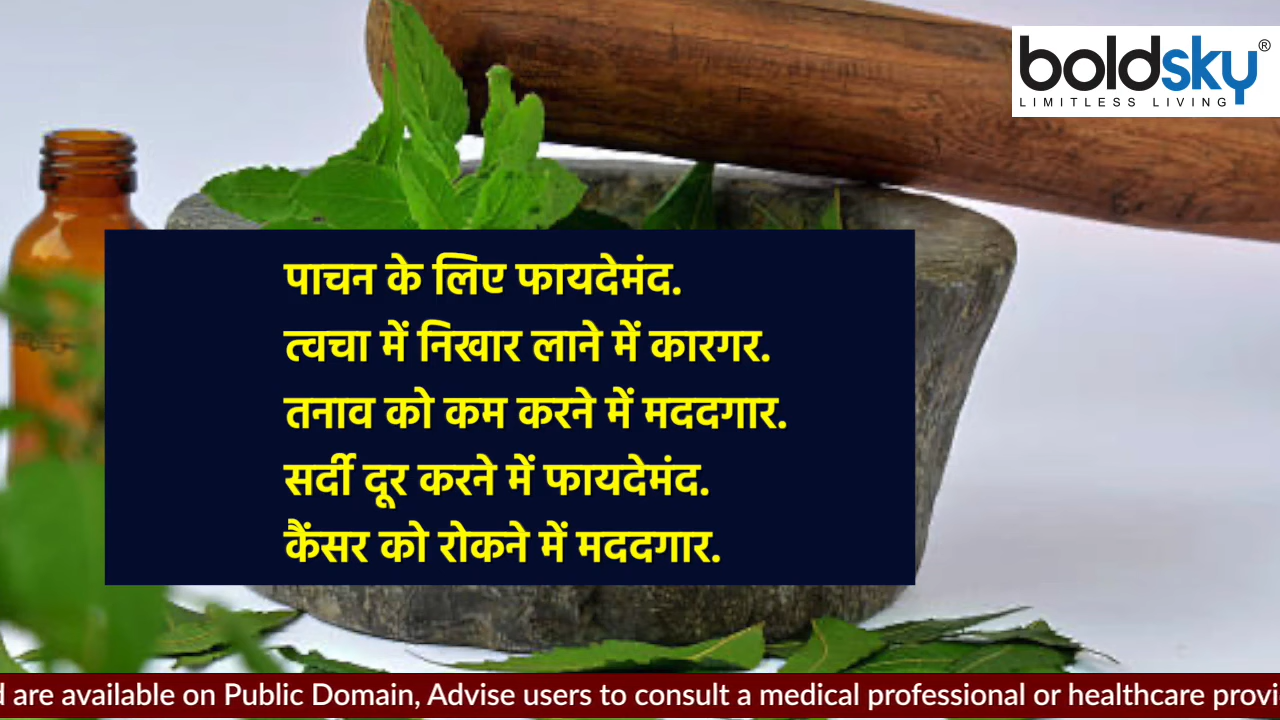 boldsky®
LIMITLESS LIVING
पाचन के लिए फायदेमंद.
त्वचा में निखार लाने में कारगर.
तनाव को कम करने में मददगार.
सर्दी दूर करने में फायदेमंद.
कैंसर को रोकने में मददगार.
are available on Public Domain, Advise users to consult a medical professional or healthcare